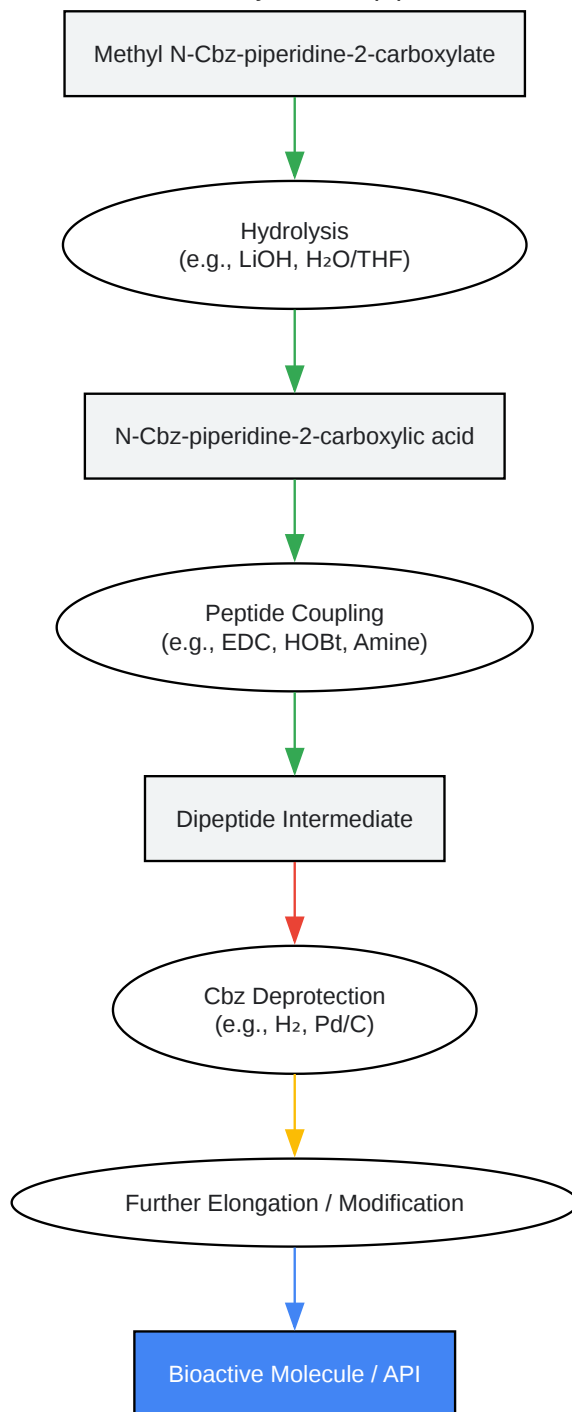 Methyl N-Cbz-piperidine-2-carboxylate
Hydrolysis
(e.g., LiOH, H₂O/THF)
N-Cbz-piperidine-2-carboxylic acid
Peptide Coupling
(e.g., EDC, HOBt, Amine)
Dipeptide Intermediate
Cbz Deprotection
(e.g., H₂, Pd/C)
Further Elongation / Modification
Bioactive Molecule / API